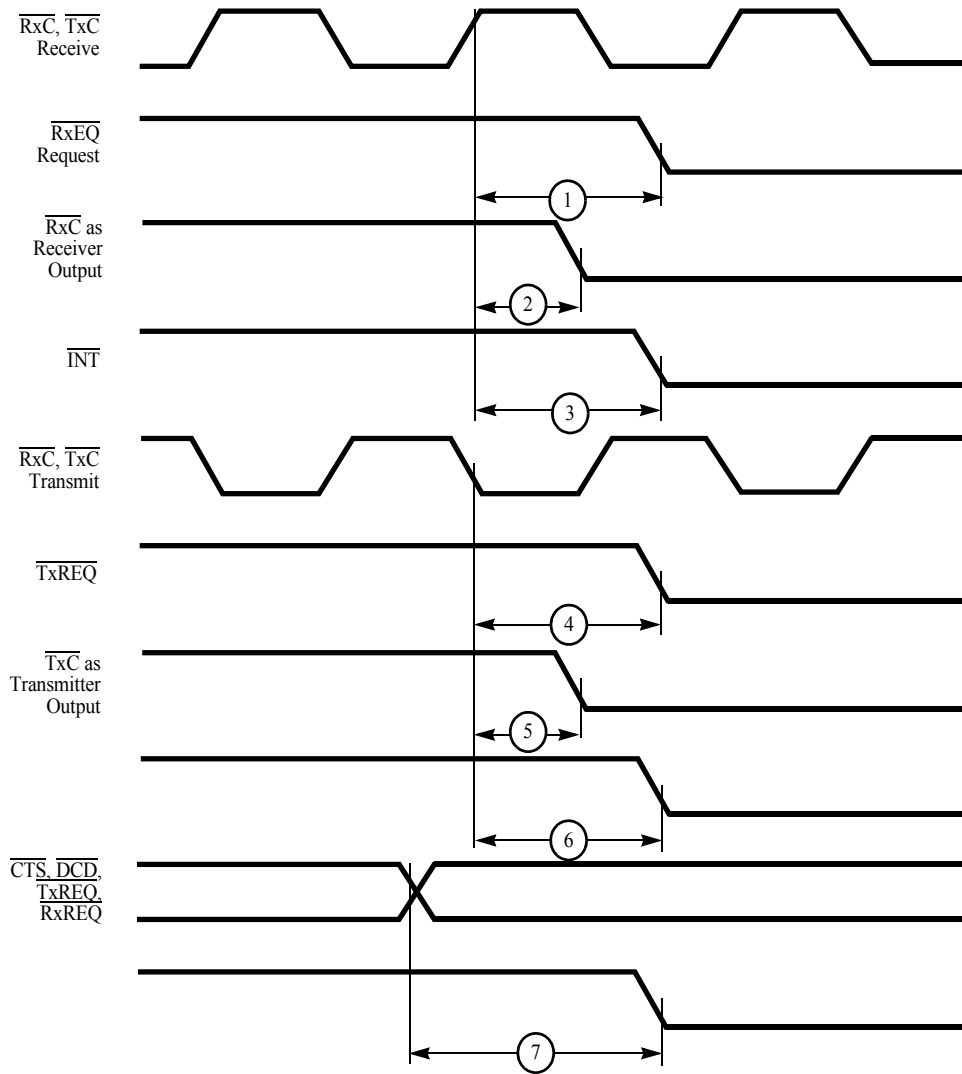 RxC, TxC
Receive
RxEQ
Request
1
RxC as
Receiver
Output
2
INT
3
RxC, TxC
Transmit
TxREQ
4
TxC as
Transmitter
Output
5
6
CTS, DCD,
TxREQ,
RxREQ
7